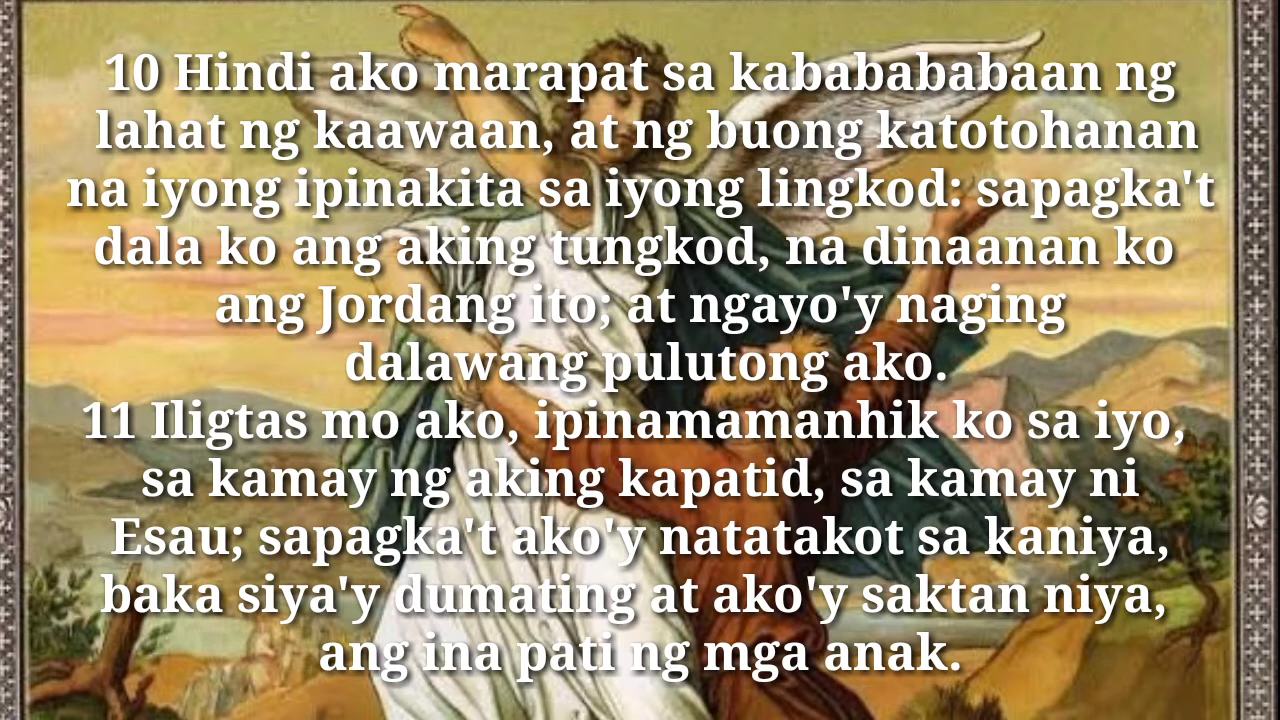 10 Hindi ako marapat sa kababababaan ng
lahat ng kaawaan, at ng buong katotohanan
na iyong ipinakita sa iyong lingkod: sapagka't
dala ko ang aking tungkod, na dinaanan ko
ang Jordang ito; at ngayo'y naging
dalawang pulutong ako.
11 Iligtas mo ako, ipinamamanhik ko sa iyo,
sa kamay ng aking kapatid, sa kamay ni
Esau; sapagka't ako'y natatakot sa kaniya,
baka siya'y dumating at ako'y saktan niya,
ang ina pati ng mga anak.